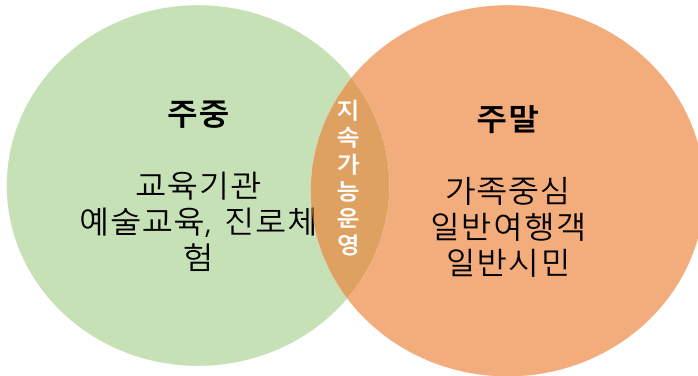 주중
교육기관
예술교육, 진로체
험
지속가능운영
주말
가족중심
일반여행객
일반시민